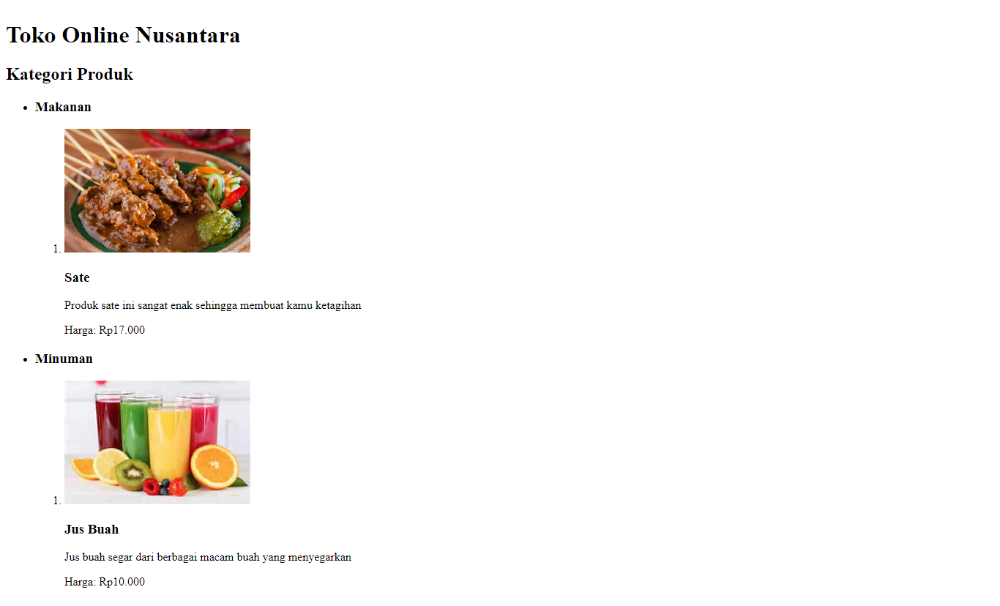 Toko Online Nusantara
Kategori Produk
• Makanan
1.
Sate
Produk sate ini sangat enak sehingga membuat kamu ketagihan
Harga: Rp17.000
• Minuman
1.
Jus Buah
Jus buah segar dari berbagai macam buah yang menyegarkan
Harga: Rp10.000